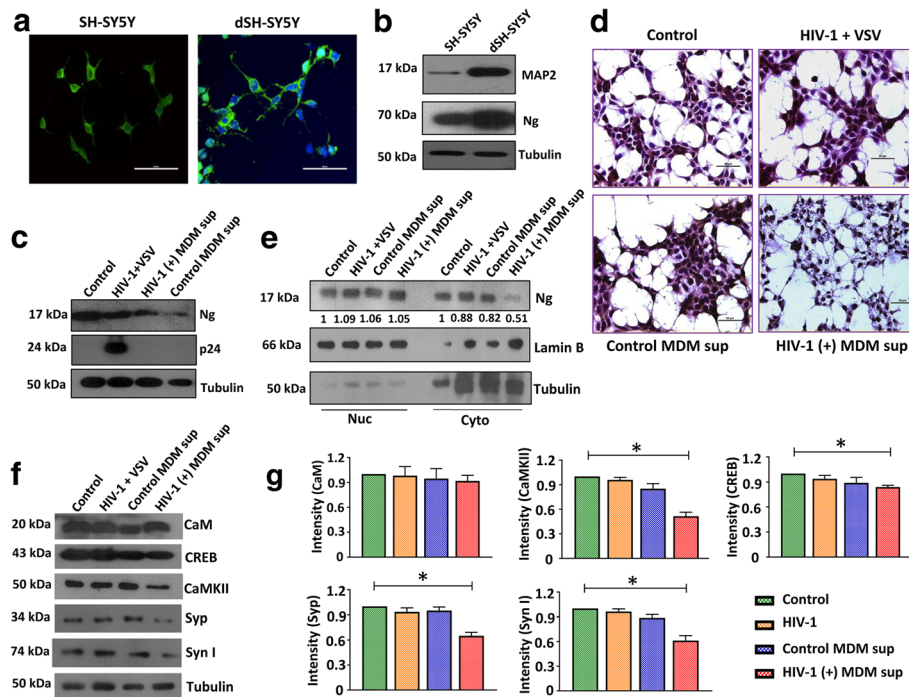 a
SH-SY5Y
dSH-SY5Y
b
SH-SY5Y
dSH-SY5Y
17 kDa
MAP2
70 kDa
Ng
50 kDa
Tubulin
c
Control
HIV-1+VSV
HIV-1 (+) MDM sup
Control MDM sup
17 kDa
Ng
24 kDa
p24
50 kDa
Tubulin
d
Control
HIV-1 + VSV
Control MDM sup
HIV-1 (+) MDM sup
e
Control
HIV-1 +VSV
Control MDM sup
HIV-1 (+) MDM sup
Control
HIV-1 + VSV
Control MDM sup
HIV-1 (+) MDM sup
17 kDa
Ng
1 1.09 1.06 1.05 1 0.88 0.82 0.51
66 kDa
Lamin B
50 kDa
Tubulin
Nuc
Cyto
f
Control
HIV-1 + VSV
Control MDM sup
HIV-1 (+) MDM sup
20 kDa
CaM
43 kDa
CREB
50 kDa
CaMKII
34 kDa
Syp
74 kDa
Syn I
50 kDa
Tubulin
g
Intensity (CaM)
1.2
0.9
0.6
0.3
0
Intensity (CaMKII)
1.2
0.9
0.6
0.3
0
*
Intensity (CREB)
1.2
0.9
0.6
0.3
0
*
Intensity (Syp)
1.2
0.9
0.6
0.3
0
*
Intensity (Syn I)
1.2
0.9
0.6
0.3
0
*
Control
HIV-1
Control MDM sup
HIV-1 (+) MDM sup